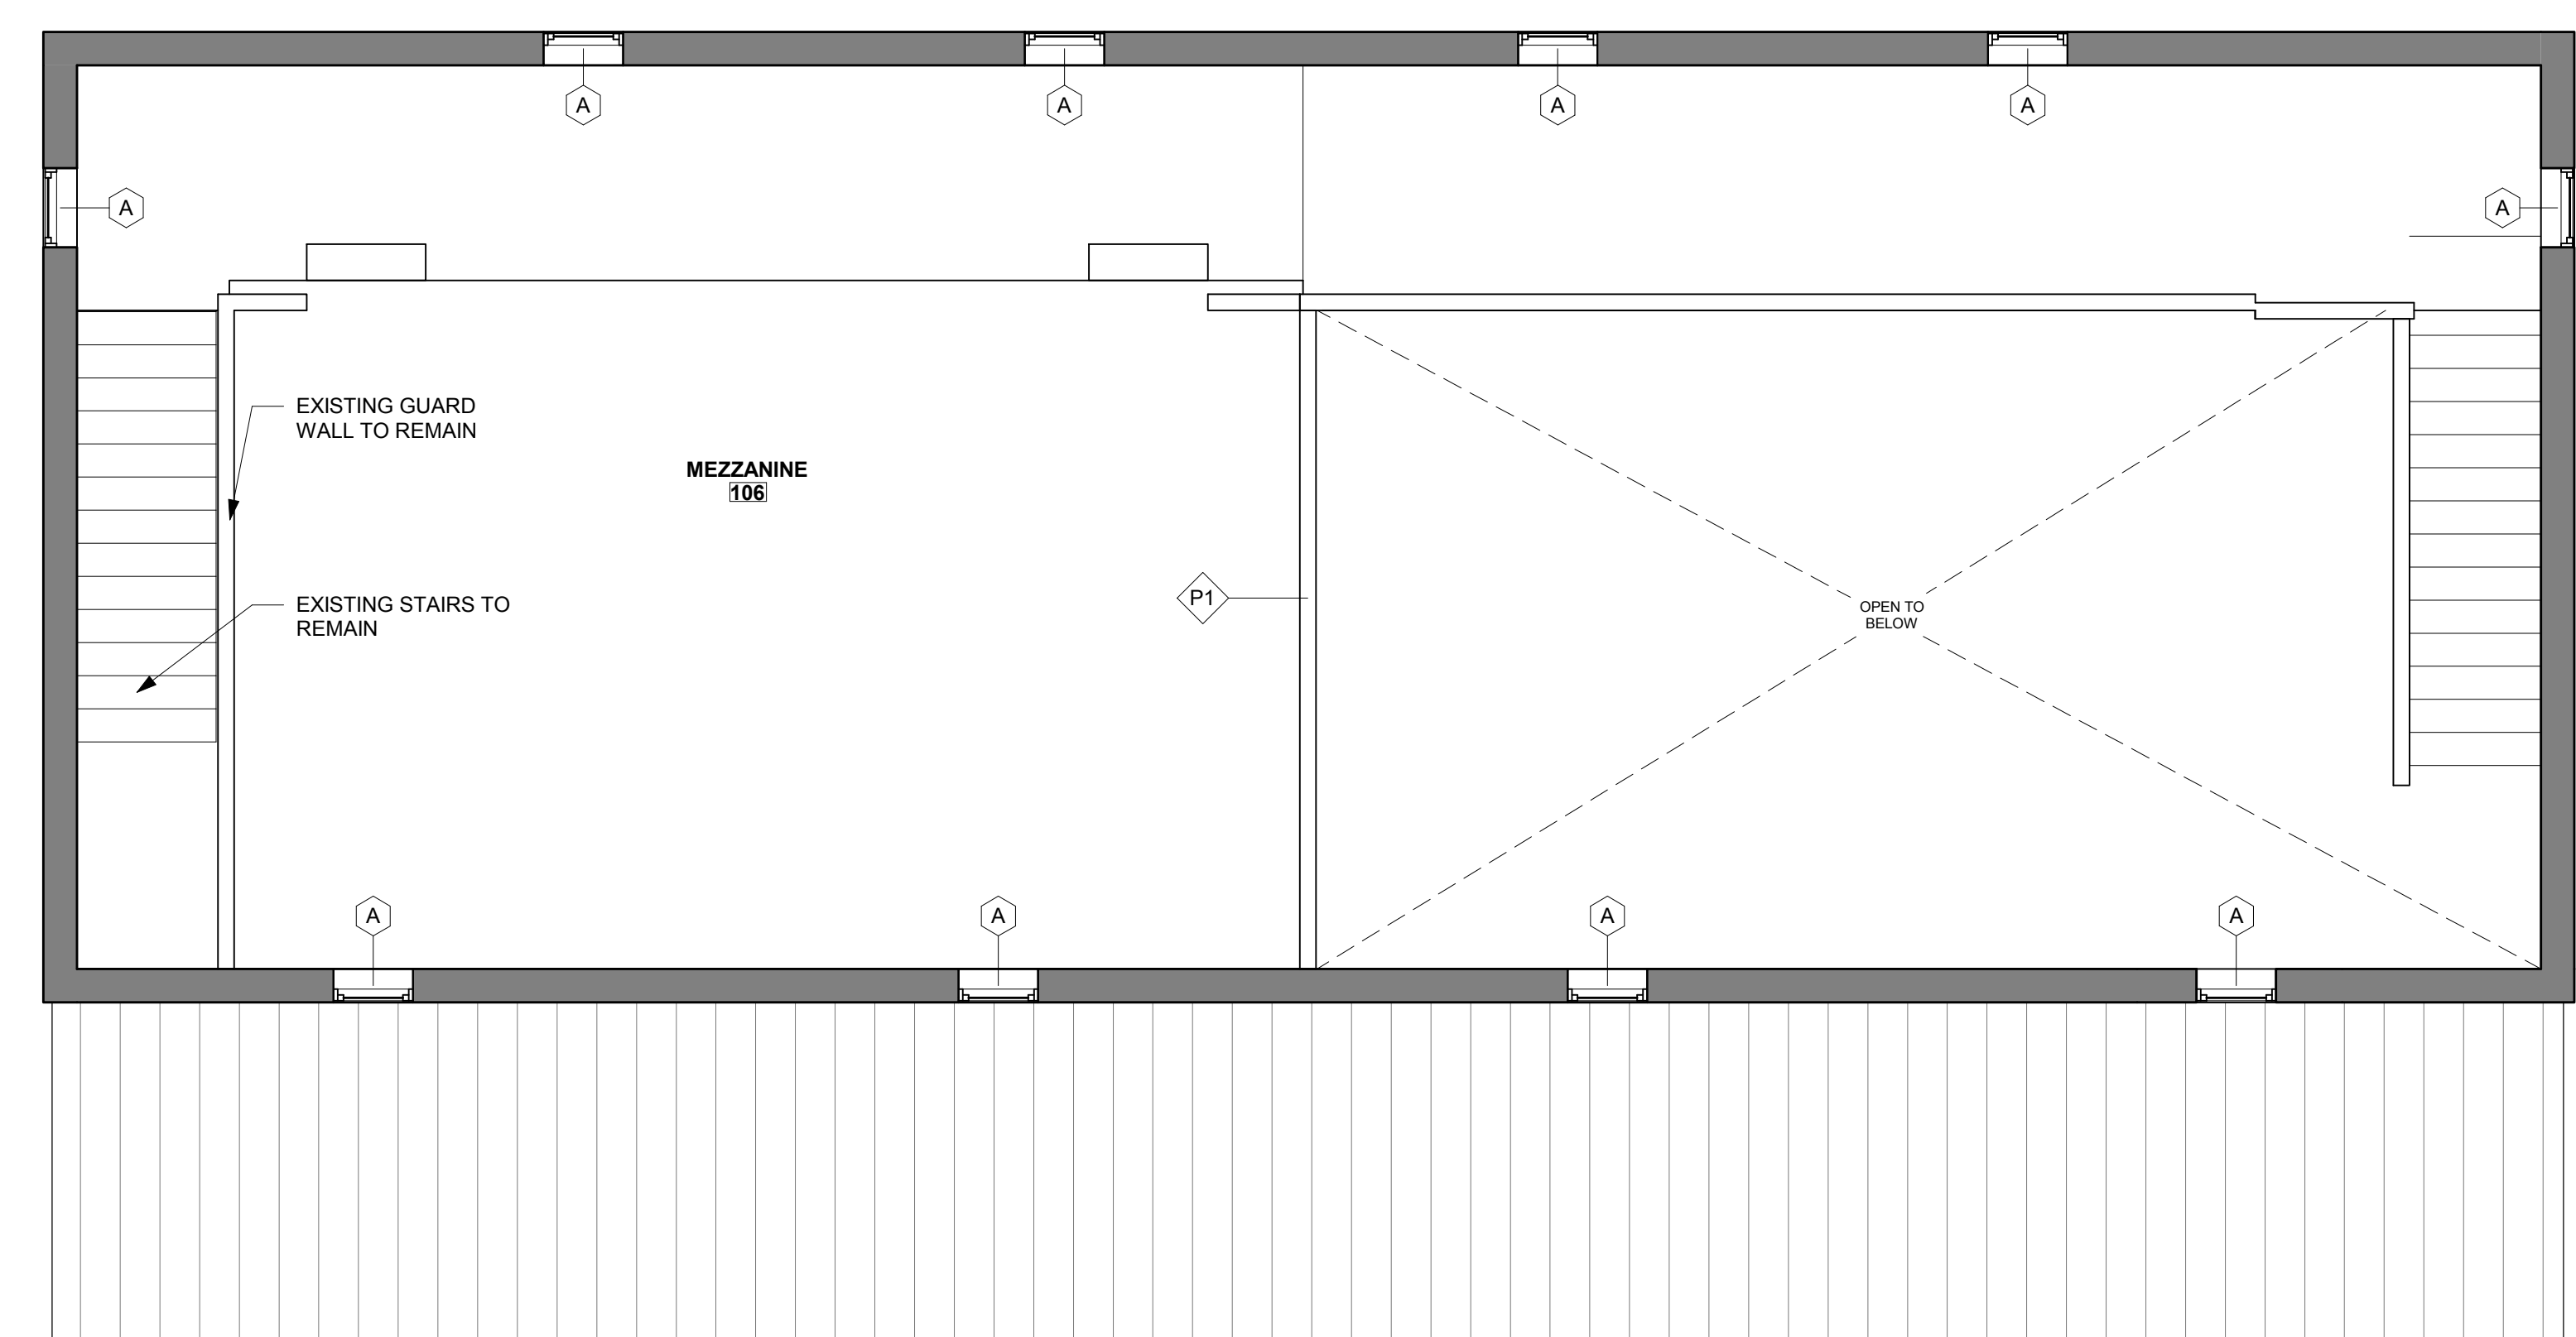 A
A
A
A
A
A
EXISTING GUARD
WALL TO REMAIN
MEZZANINE
106
P1
EXISTING STAIRS TO
REMAIN
OPEN TO
BELOW
A
A
A
A